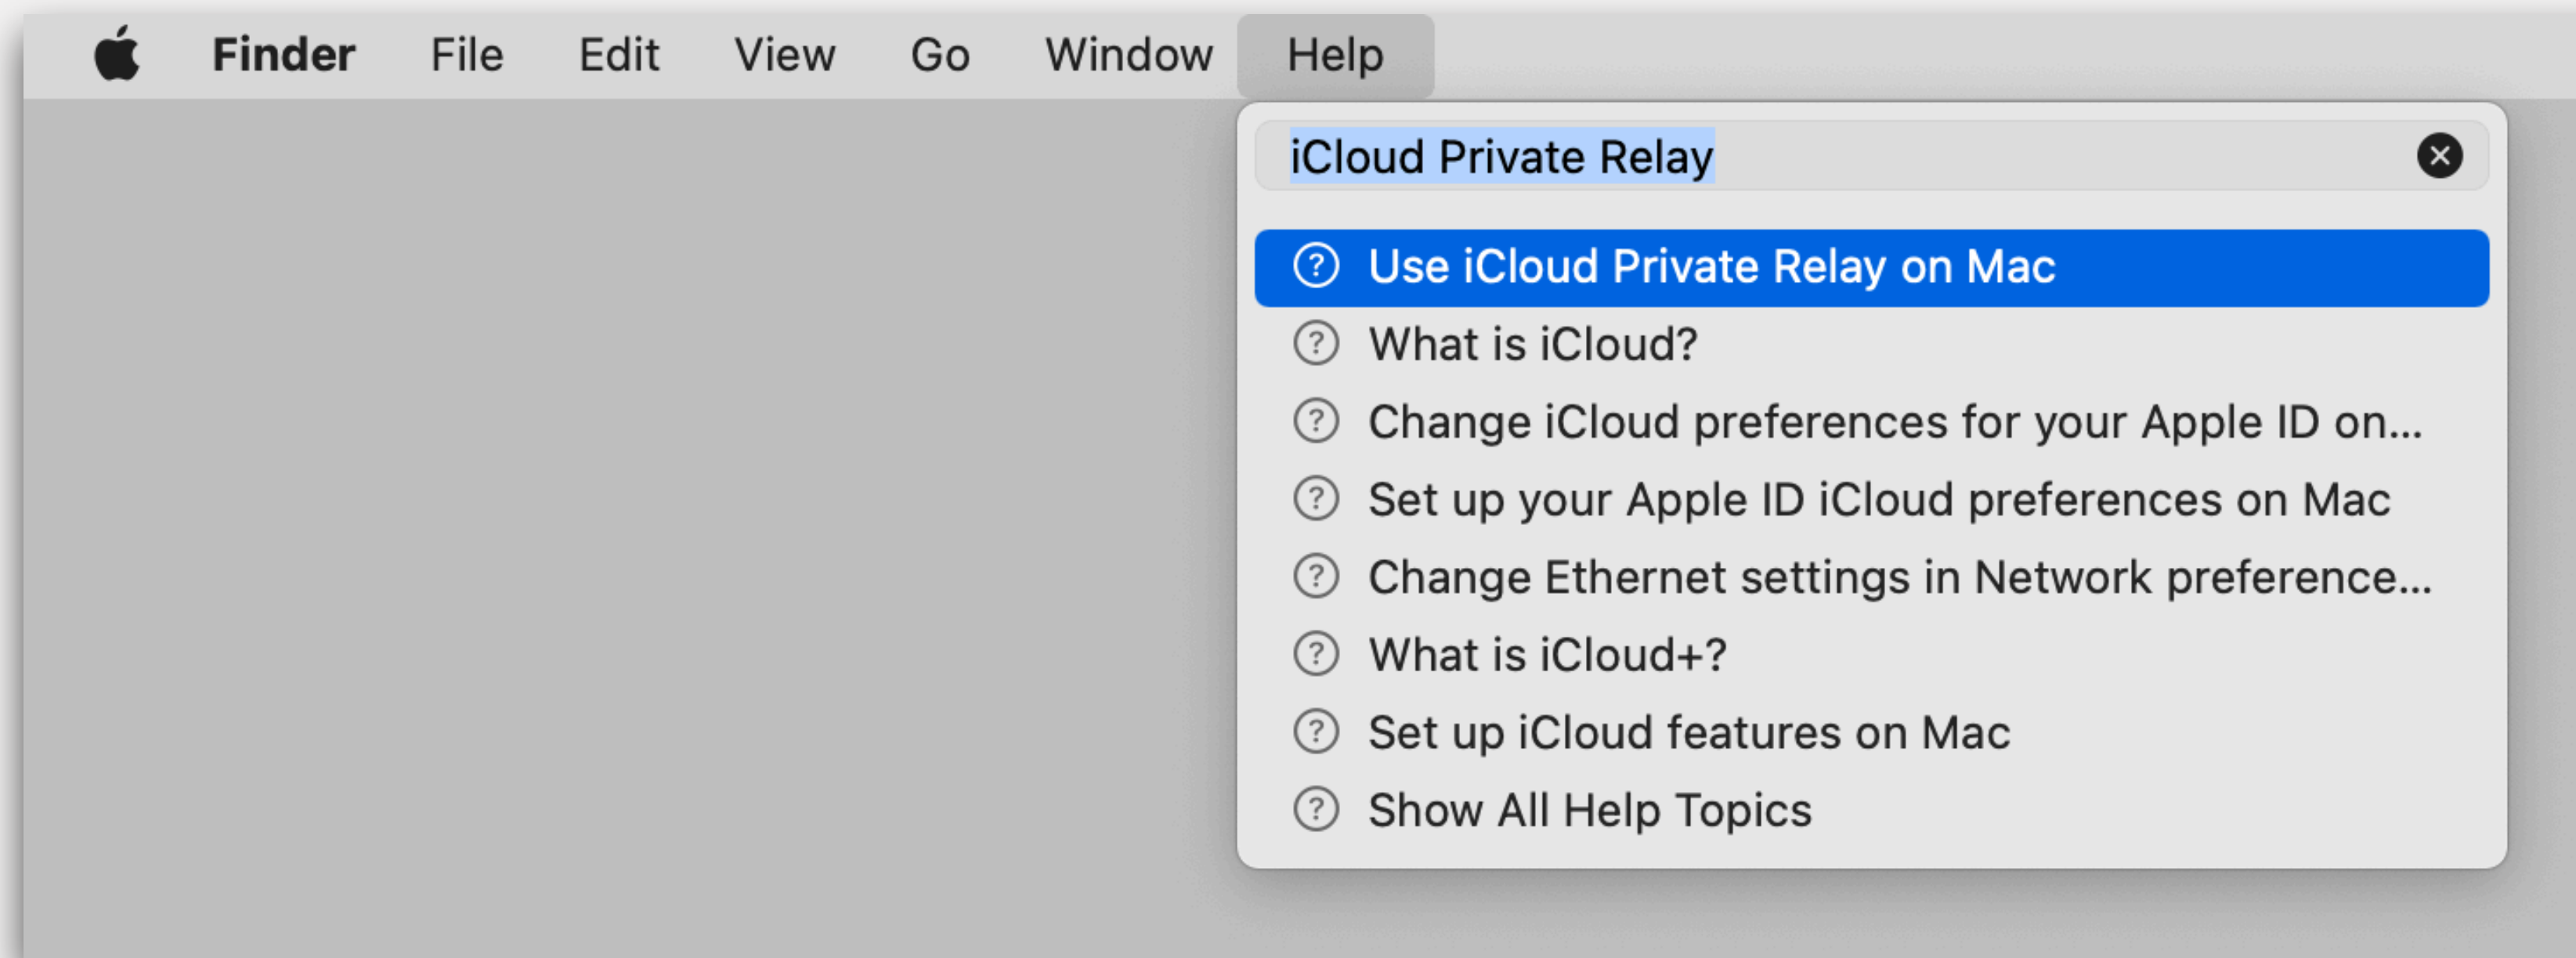 Finder File Edit View Go Window Help
iCloud Private Relay
Use iCloud Private Relay on Mac
What is iCloud?
Change iCloud preferences for your Apple ID on...
Set up your Apple ID iCloud preferences on Mac
Change Ethernet settings in Network preference...
What is iCloud+?
Set up iCloud features on Mac
Show All Help Topics